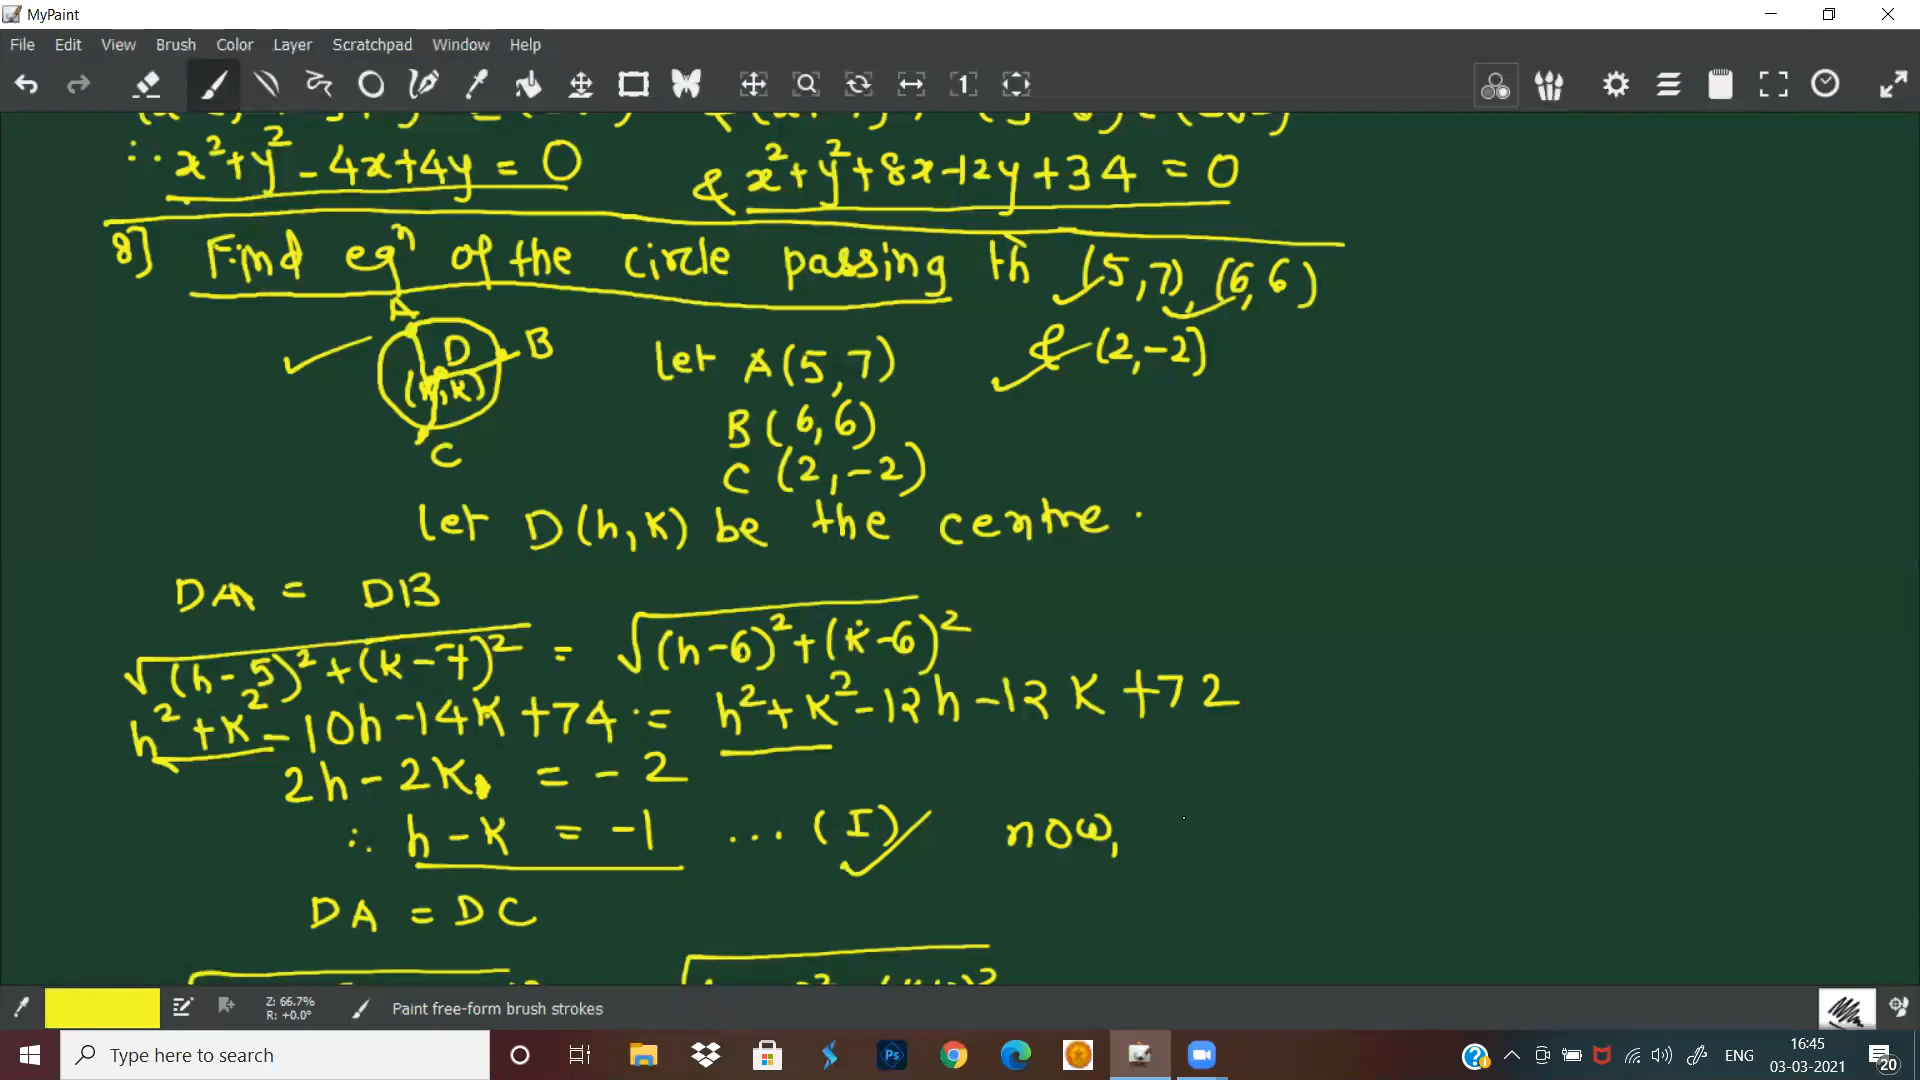 MyPaint
File Edit View Brush Color Layer Scratchpad Window Help
∴ x²+y²-4x+4y = 0 & x²+y²+8x-12y+34 = 0
8] Find eqⁿ of the circle passing th (5,7), (6,6)
& (2,-2)
A
D
B
(h,k)
C
let A(5,7)
B(6,6)
C(2,-2)
let D(h,k) be the centre.
DA = DB
√(h-5)²+(k-7)² = √(h-6)²+(k-6)²
h²+k²-10h-14k+74 = h²+k²-12h-12k+72
2h-2k = -2
∴ h-k = -1 ...(I) now,
DA = DC
Z: 66.7%
R: +0.0°
Paint free-form brush strokes
Type here to search
Ps
ENG
16:45
03-03-2021
20